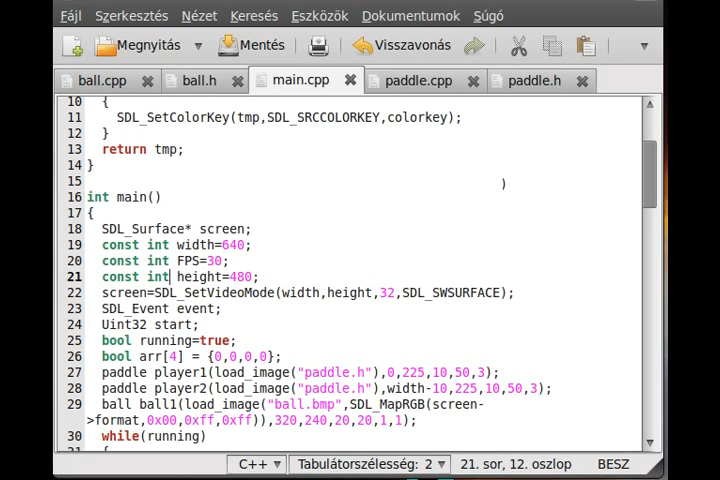 Fájl Szerkesztés Nézet Keresés Eszközök Dokumentumok Súgó
Megnyitás Mentés Visszavonás
ball.cpp ball.h main.cpp paddle.cpp paddle.h
10 {
11 SDL_SetColorKey(tmp,SDL_SRCCOLORKEY,colorkey);
12 }
13 return tmp;
14 }
15
16 int main()
17 {
18 SDL_Surface* screen;
19 const int width=640;
20 const int FPS=30;
21 const int height=480;
22 screen=SDL_SetVideoMode(width,height,32,SDL_SWSURFACE);
23 SDL_Event event;
24 Uint32 start;
25 bool running=true;
26 bool arr[4] = {0,0,0,0};
27 paddle player1(load_image("paddle.h"),0,225,10,50,3);
28 paddle player2(load_image("paddle.h"),width-10,225,10,50,3);
29 ball ball1(load_image("ball.bmp",SDL_MapRGB(screen-
>format,0x00,0xff,0xff)),320,240,20,20,1,1);
30 while(running)
C++ Tabulátorszélesség: 2 21. sor, 12. oszlop BESZ